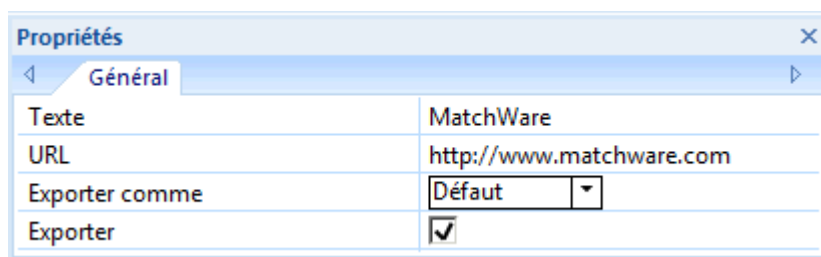 Propriétés
Général
Texte MatchWare
URL http://www.matchware.com
Exporter comme Défaut
Exporter